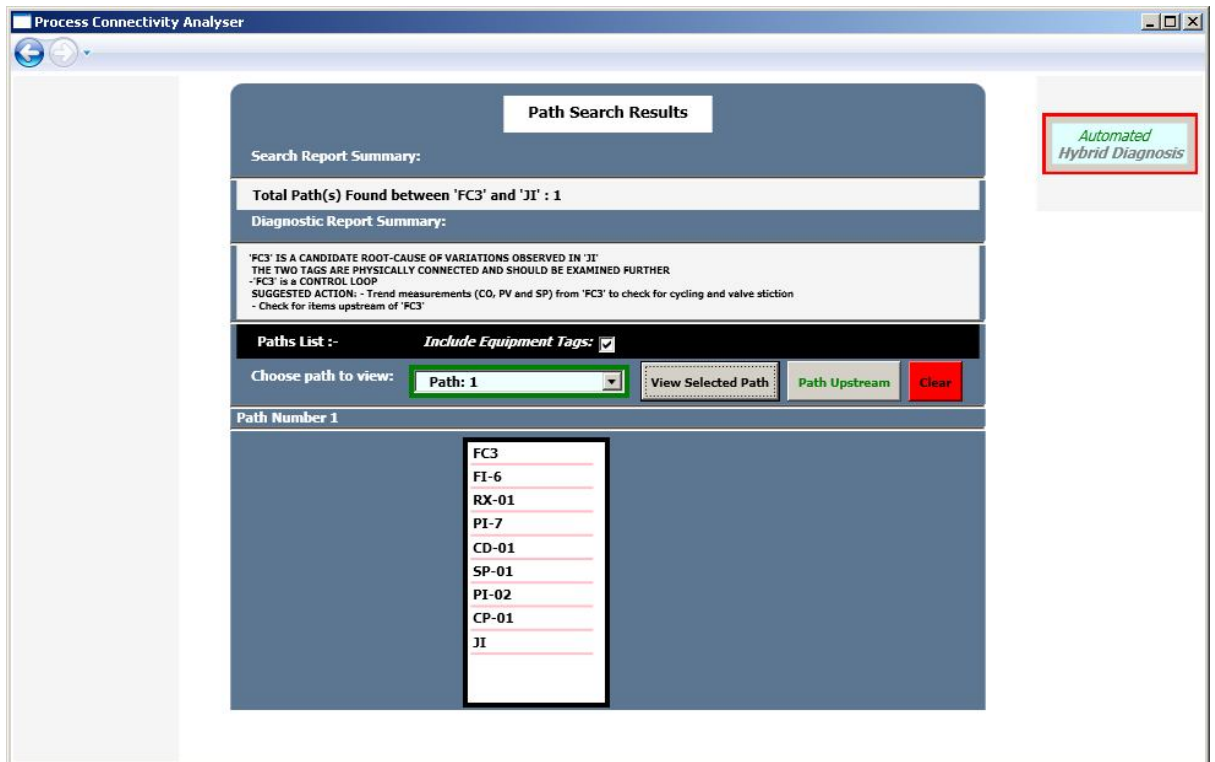 Process Connectivity Analyser
Path Search Results
Automated
Hybrid Diagnosis
Search Report Summary:
Total Path(s) Found between 'FC3' and 'JI' : 1
Diagnostic Report Summary:
'FC3' IS A CANDIDATE ROOT-CAUSE OF VARIATIONS OBSERVED IN 'JI'
THE TWO TAGS ARE PHYSICALLY CONNECTED AND SHOULD BE EXAMINED FURTHER
-'FC3' is a CONTROL LOOP
SUGGESTED ACTION: - Trend measurements (CO, PV and SP) from 'FC3' to check for cycling and valve stiction
- Check for items upstream of 'FC3'
Paths List :- Include Equipment Tags:
Choose path to view: Path: 1 View Selected Path Path Upstream Clear
Path Number 1
FC3
FI-6
RX-01
PI-7
CD-01
SP-01
PI-02
CP-01
JI